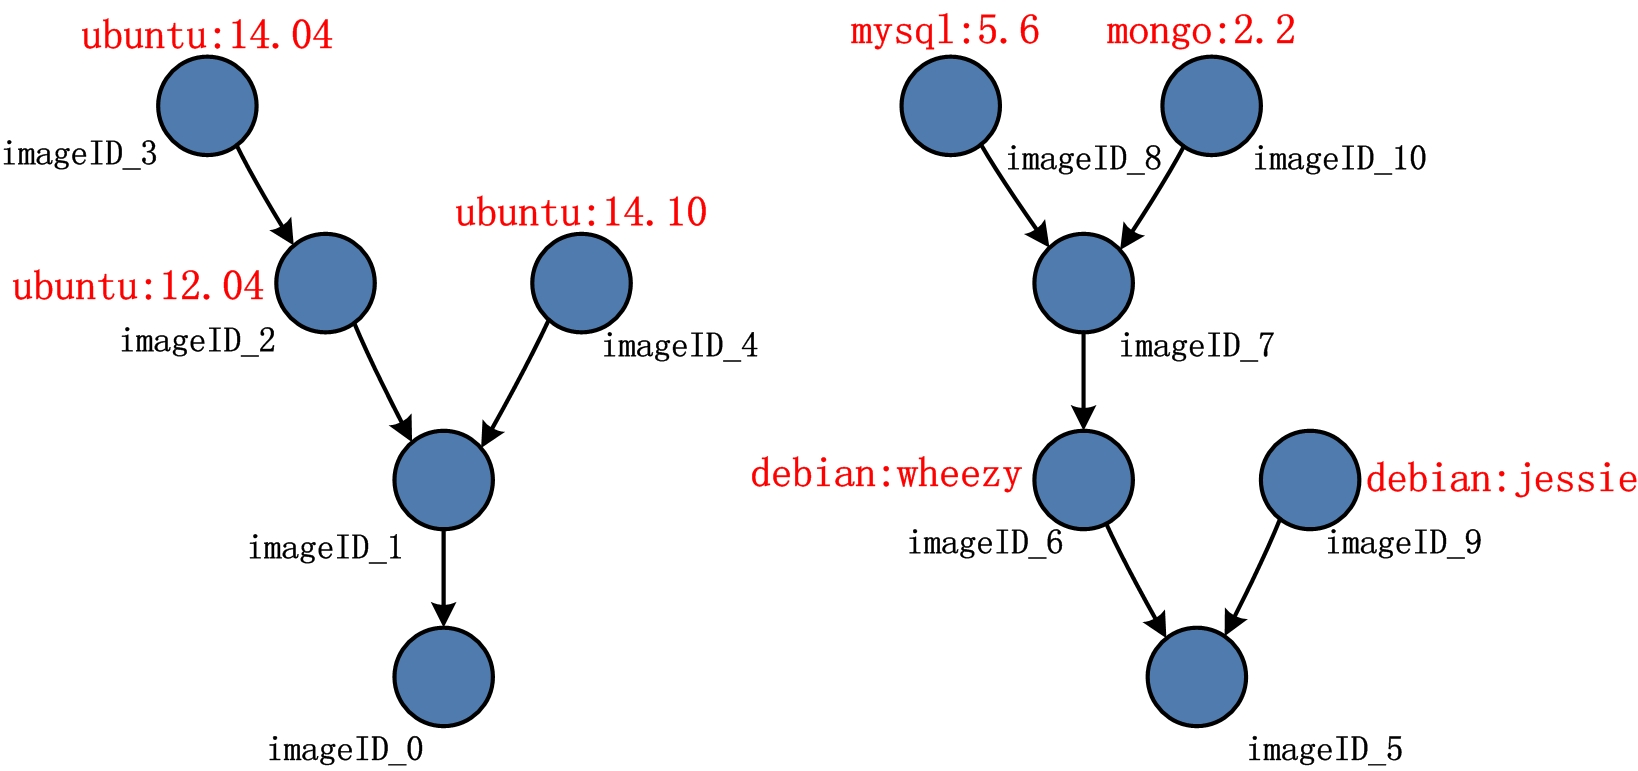 ubuntu:14.04
imageID_3
ubuntu:14.10
ubuntu:12.04
imageID_2
imageID_4
imageID_1
imageID_0
mysql:5.6
mongo:2.2
imageID_8
imageID_10
imageID_7
debian:wheezy
debian:jessie
imageID_6
imageID_9
imageID_5